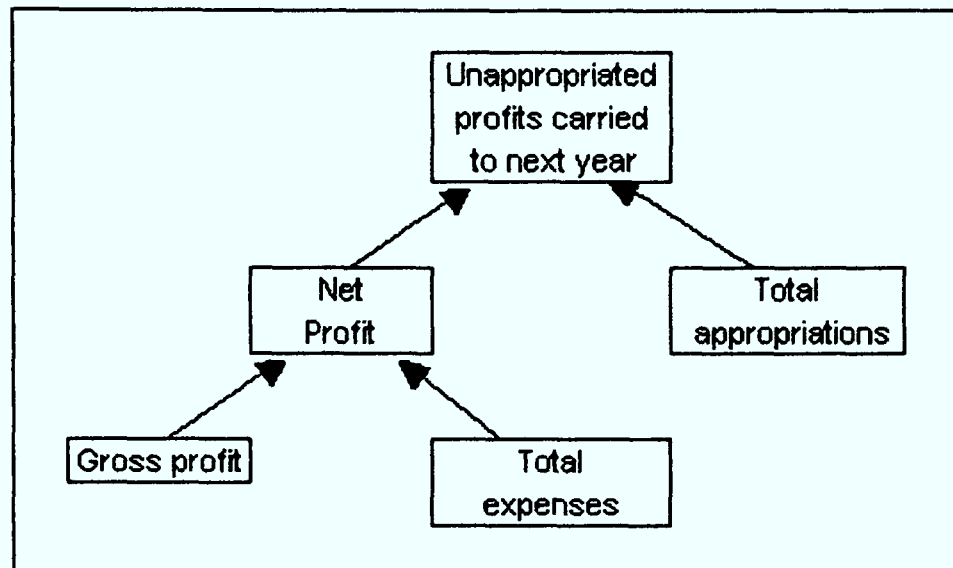 Unappropriated
profits carried
to next year
Net
Profit
Total
appropriations
Gross profit
Total
expenses